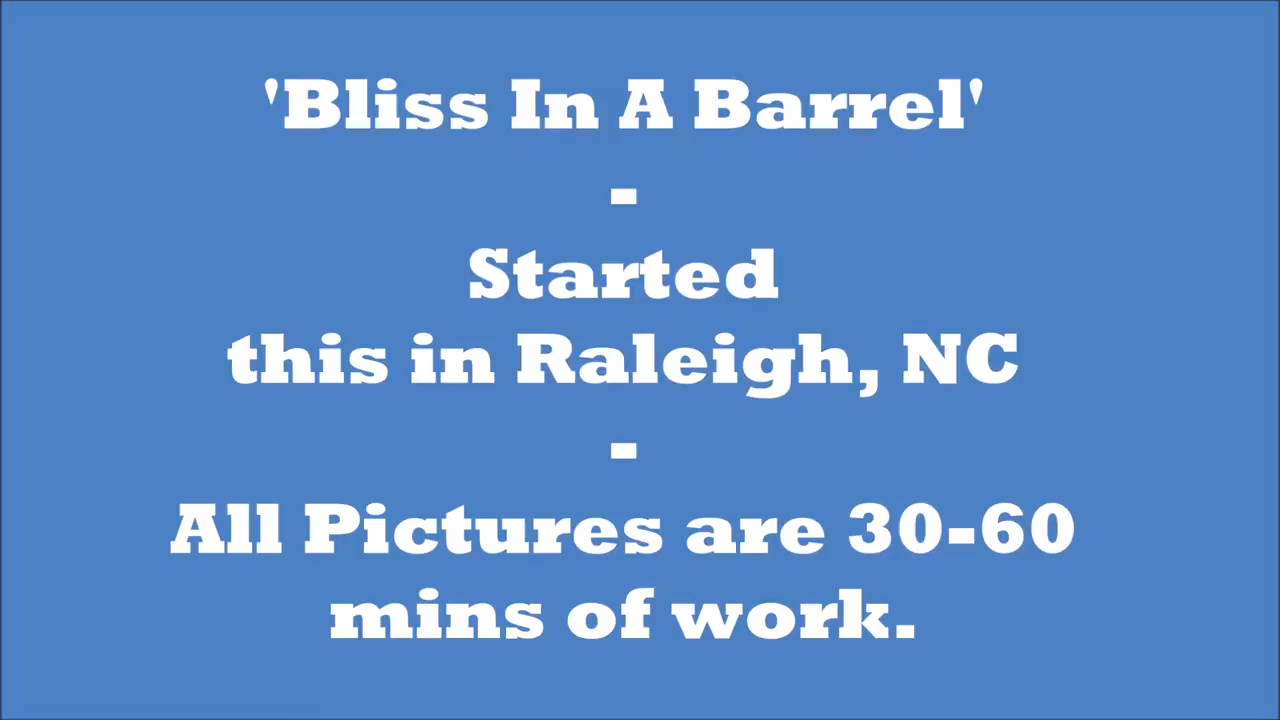 'Bliss In A Barrel'
-
Started
this in Raleigh, NC
-
All Pictures are 30-60
mins of work.